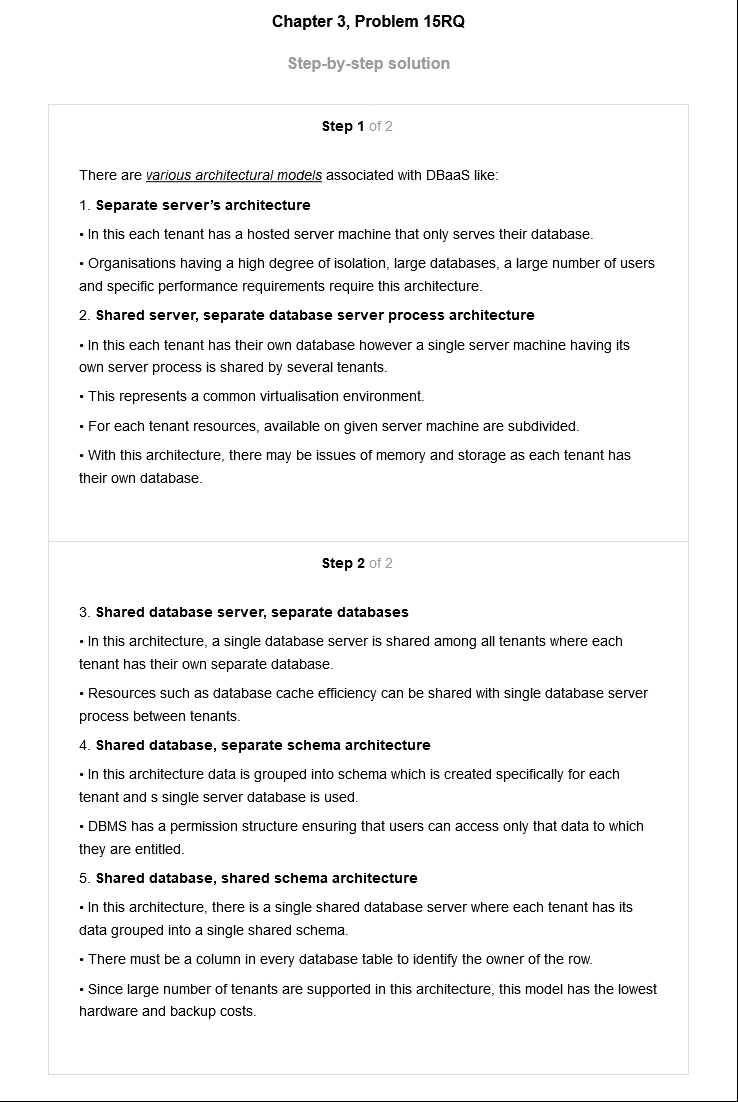 Chapter 3, Problem 15RQ
Step-by-step solution
Step 1 of 2
There are various architectural models associated with DBaaS like:
1. Separate server’s architecture
• In this each tenant has a hosted server machine that only serves their database.
• Organisations having a high degree of isolation, large databases, a large number of users
and specific performance requirements require this architecture.
2. Shared server, separate database server process architecture
• In this each tenant has their own database however a single server machine having its
own server process is shared by several tenants.
• This represents a common virtualisation environment.
• For each tenant resources, available on given server machine are subdivided.
• With this architecture, there may be issues of memory and storage as each tenant has
their own database.
Step 2 of 2
3. Shared database server, separate databases
• In this architecture, a single database server is shared among all tenants where each
tenant has their own separate database.
• Resources such as database cache efficiency can be shared with single database server
process between tenants.
4. Shared database, separate schema architecture
• In this architecture data is grouped into schema which is created specifically for each
tenant and s single server database is used.
• DBMS has a permission structure ensuring that users can access only that data to which
they are entitled.
5. Shared database, shared schema architecture
• In this architecture, there is a single shared database server where each tenant has its
data grouped into a single shared schema.
• There must be a column in every database table to identify the owner of the row.
• Since large number of tenants are supported in this architecture, this model has the lowest
hardware and backup costs.